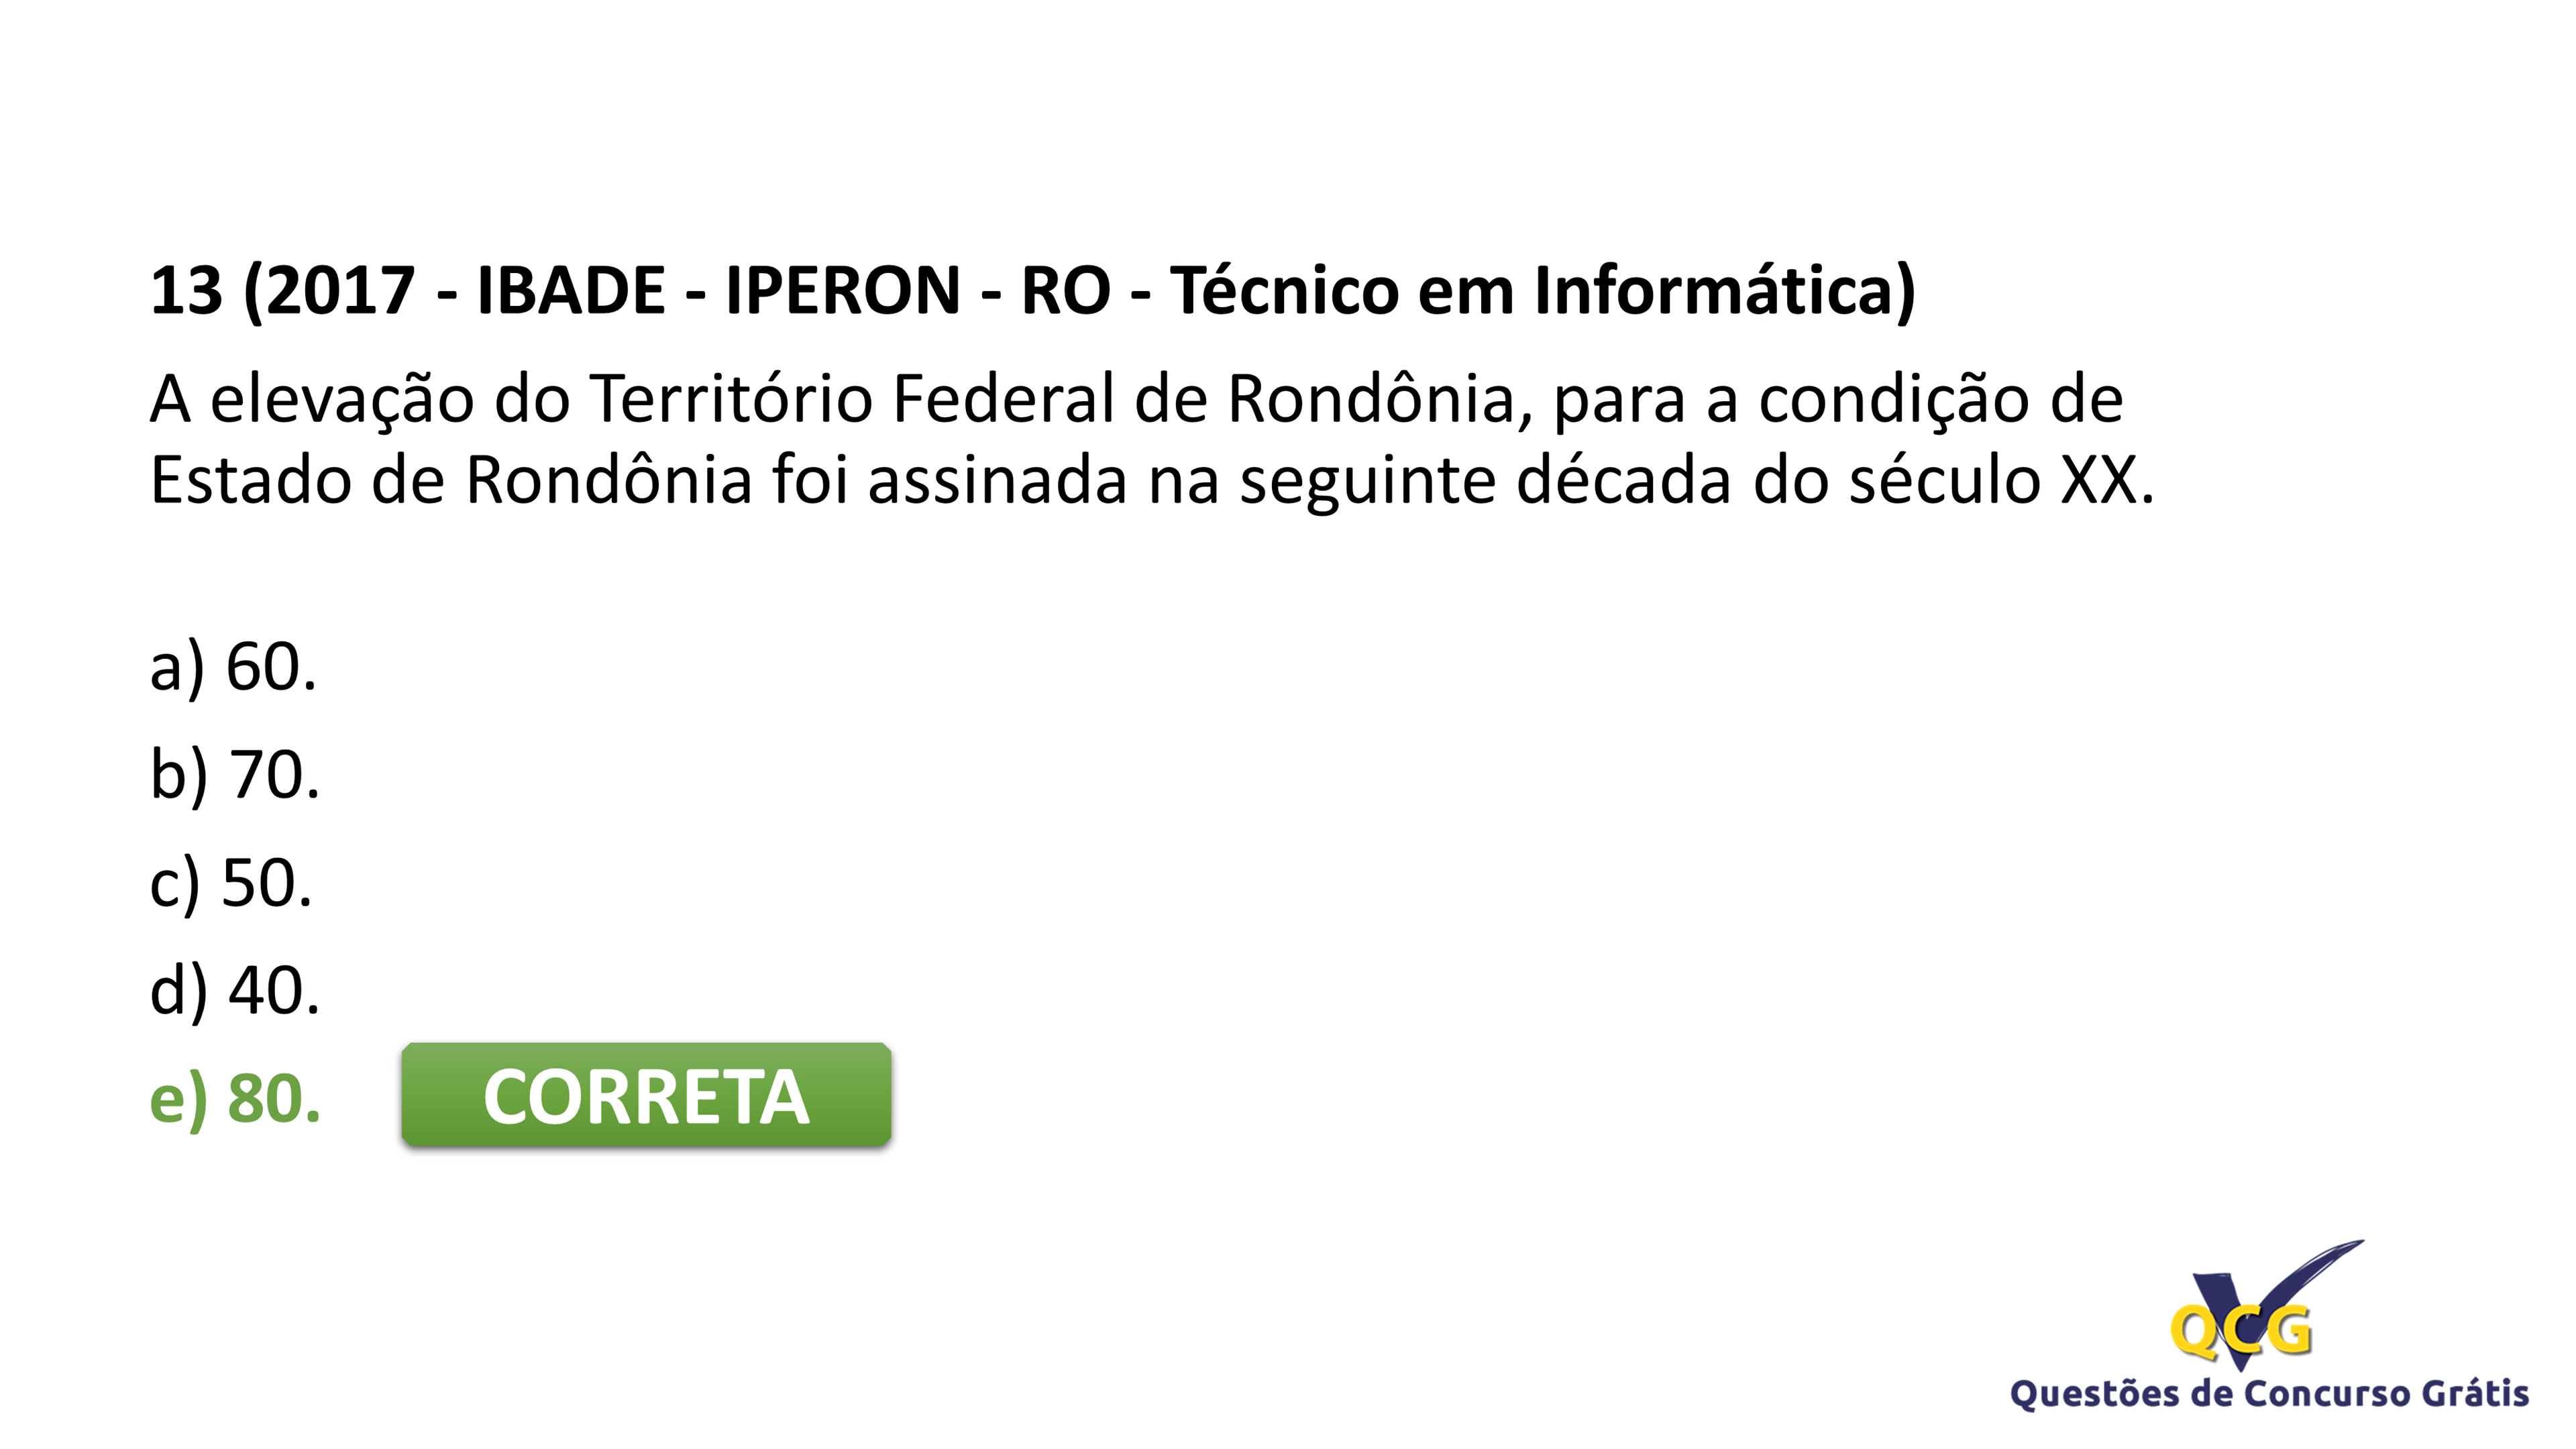 13 (2017 - IBADE - IPERON - RO - Técnico em Informática)
A elevação do Território Federal de Rondônia, para a condição de
Estado de Rondônia foi assinada na seguinte década do século XX.
a) 60.
b) 70.
c) 50.
d) 40.
e) 80.
CORRETA
QCG
Questões de Concurso Grátis